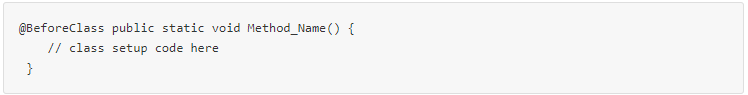 @BeforeClass public static void Method_Name() {
    // class setup code here
 }